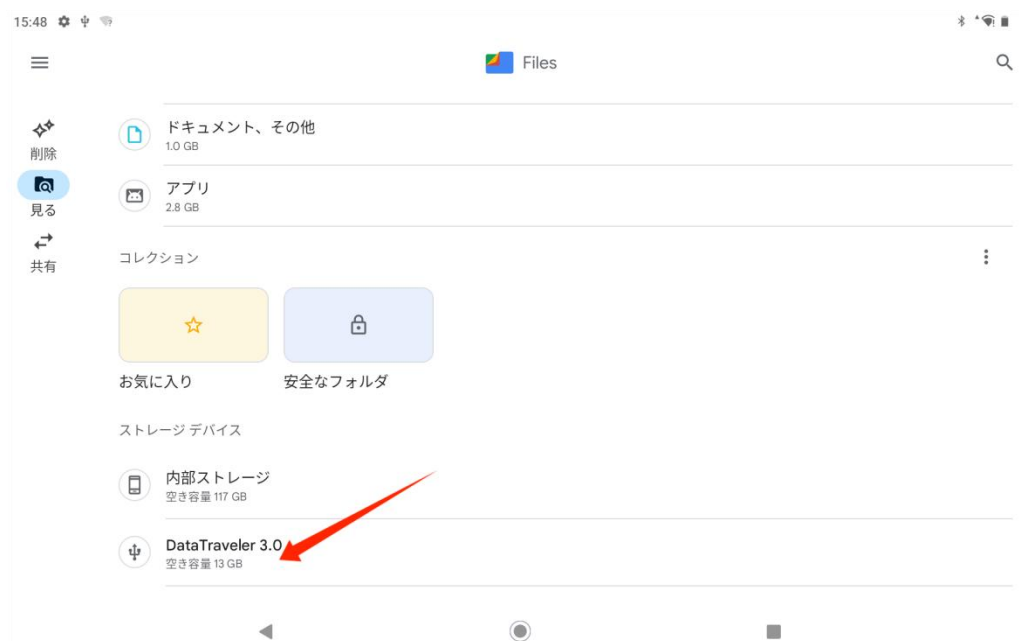 15:48
Files
ドキュメント、その他
1.0 GB
削除
アプリ
2.8 GB
見る
コレクション
共有
お気に入り
安全なフォルダ
ストレージ デバイス
内部ストレージ
空き容量 117 GB
DataTraveler 3.0
空き容量 13 GB